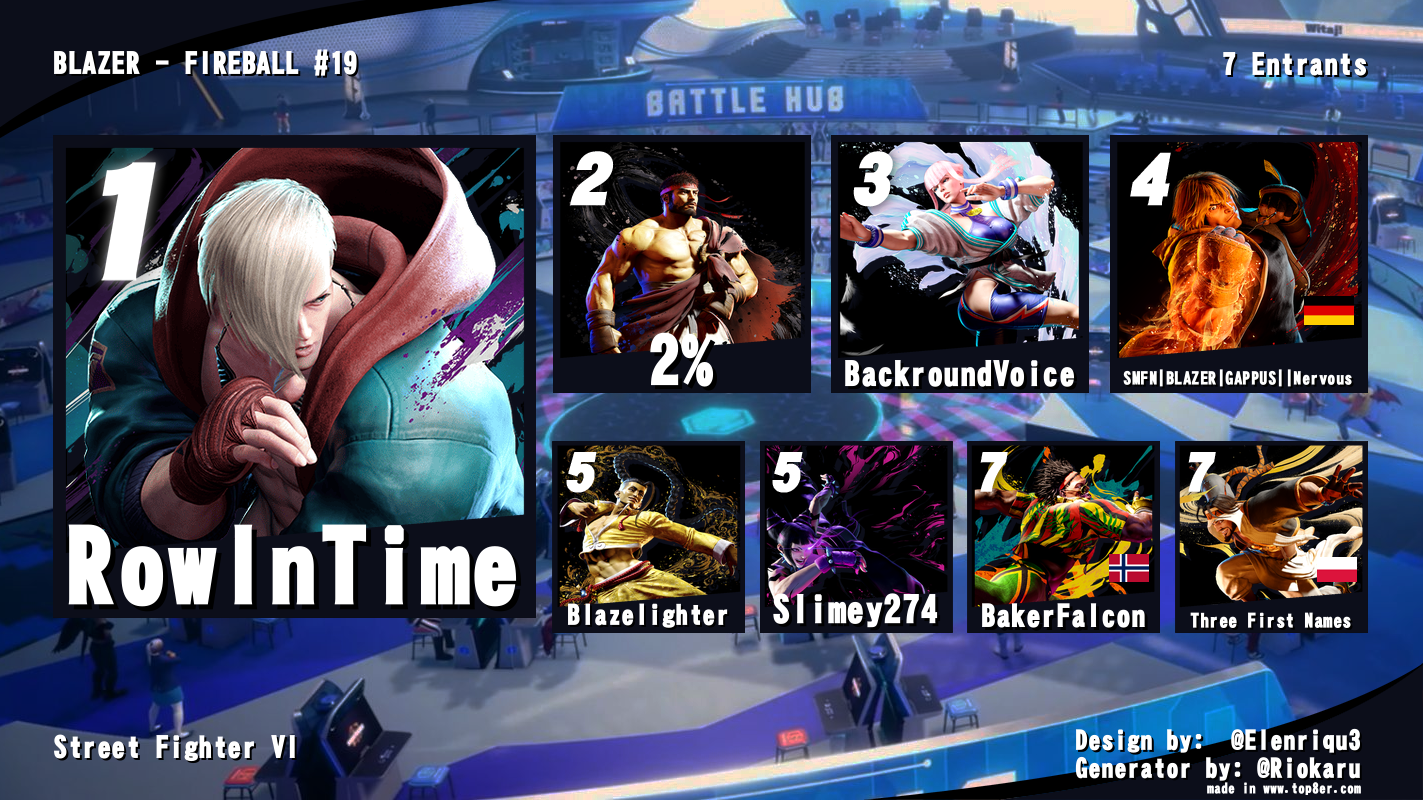 BLAZER - FIREBALL #19
7 Entrants
Witaj!
BATTLE HUB
1
RowInTime
2
2%
3
BackroundVoice
4
SMFN|BLAZER|GAPPUS||Nervous
5
Blazelighter
5
Slimey274
7
BakerFalcon
7
Three First Names
Street Fighter VI
Design by: @Elenriqu3
Generator by: @Riokaru
made in www.top8er.com